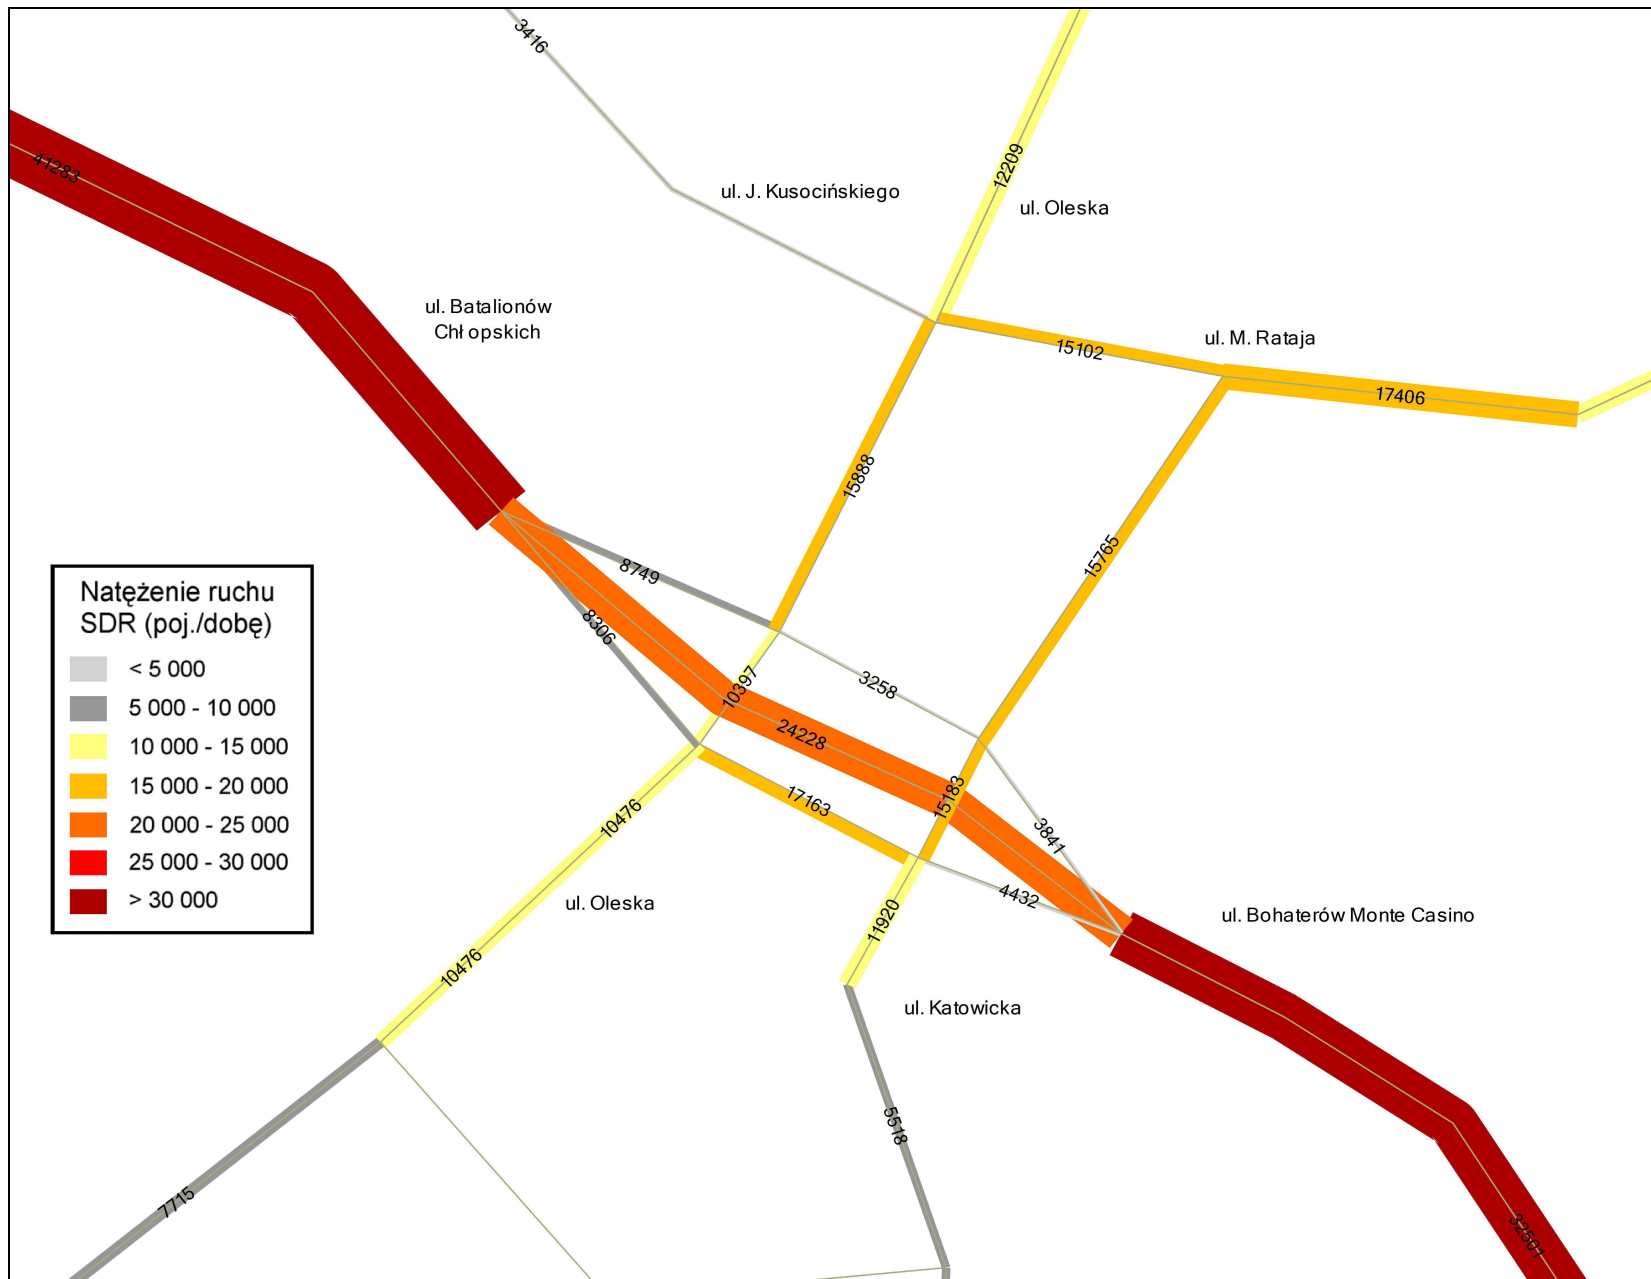 3416
12209
41283
ul. J. Kusocińskiego
ul. Oleska
ul. Batalionów
Chł opskich
15102
ul. M. Rataja
17406
15888
15765
8749
8306
Natężenie ruchu
SDR (poj./dobę)
< 5 000
5 000 - 10 000
10 000 - 15 000
15 000 - 20 000
20 000 - 25 000
25 000 - 30 000
> 30 000
10397
3258
24228
17163
15183
10476
3841
4432
11920
ul. Oleska
ul. Bohaterów Monte Casino
10476
ul. Katowicka
5518
7715
32501